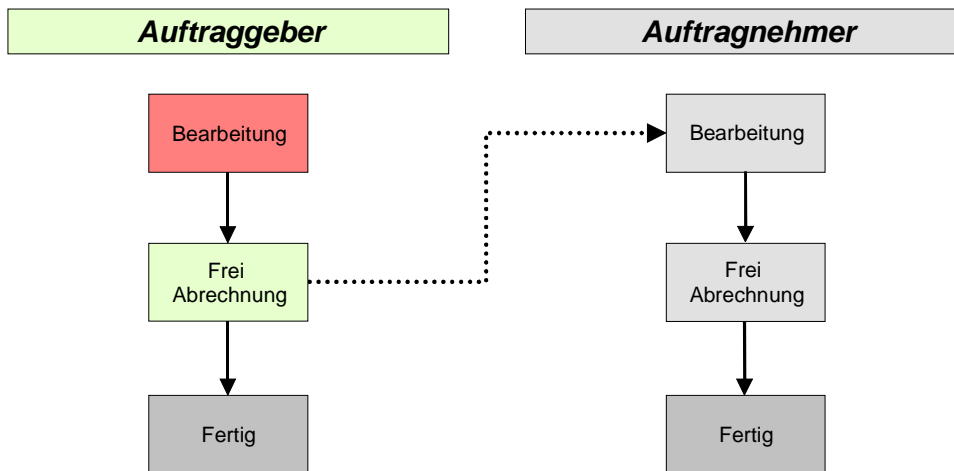 Auftraggeber
Auftragnehmer
Bearbeitung
Bearbeitung
Frei
Abrechnung
Frei
Abrechnung
Fertig
Fertig